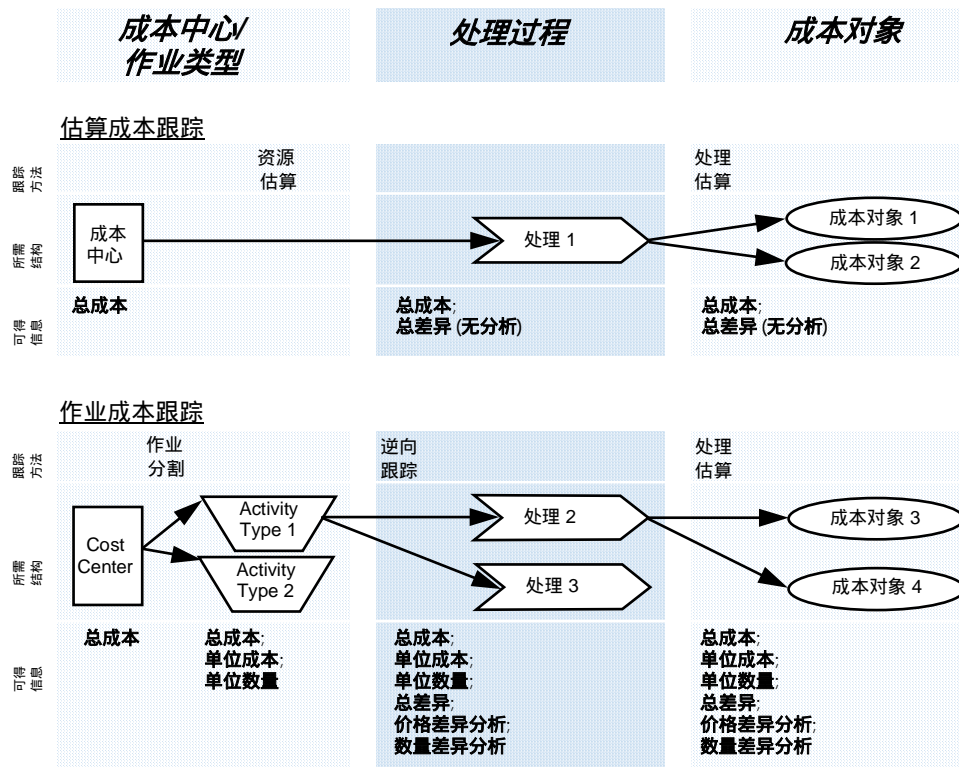 成本中心/
作业类型
处理过程
成本对象
估算成本跟踪
跟踪
方法
资源
估算
处理
估算
所需
结构
成本
中心
处理 1
成本对象 1
成本对象 2
可得
信息
总成本
总成本;
总差异 (无分析)
总成本;
总差异 (无分析)
作业成本跟踪
跟踪
方法
作业
分割
逆向
跟踪
处理
估算
所需
结构
Cost
Center
Activity
Type 1
Activity
Type 2
处理 2
处理 3
成本对象 3
成本对象 4
可得
信息
总成本
总成本;
单位成本;
单位数量
总成本;
单位成本;
单位数量;
总差异;
价格差异分析;
数量差异分析
总成本;
单位成本;
单位数量;
总差异;
价格差异分析;
数量差异分析